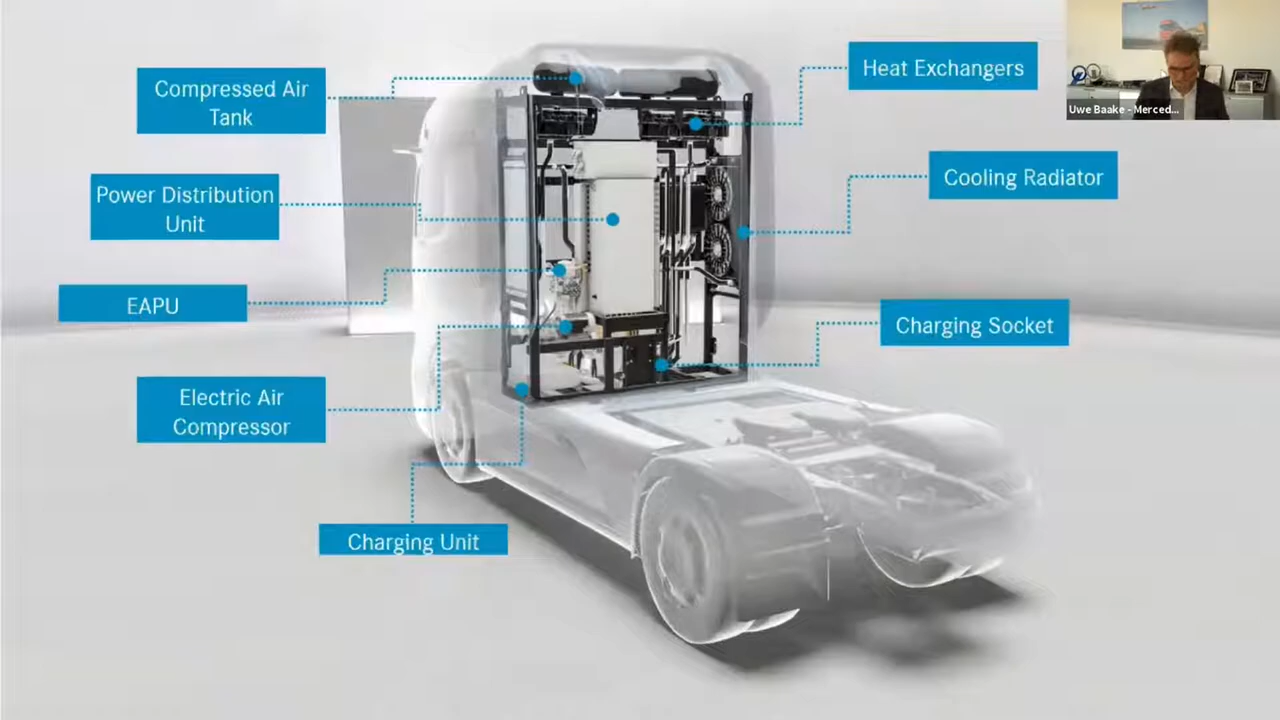 Compressed Air
Tank
Power Distribution
Unit
EAPU
Electric Air
Compressor
Charging Unit
Heat Exchangers
Cooling Radiator
Charging Socket
Uwe Baake - Merced...